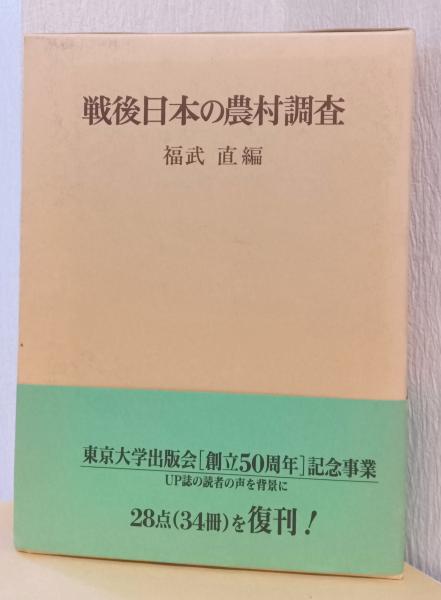 戦後日本の農村調査
福武 直編
東京大学出版会[創立50周年]記念事業
UP誌の読者の声を背景に
28点(34冊)を復刊!